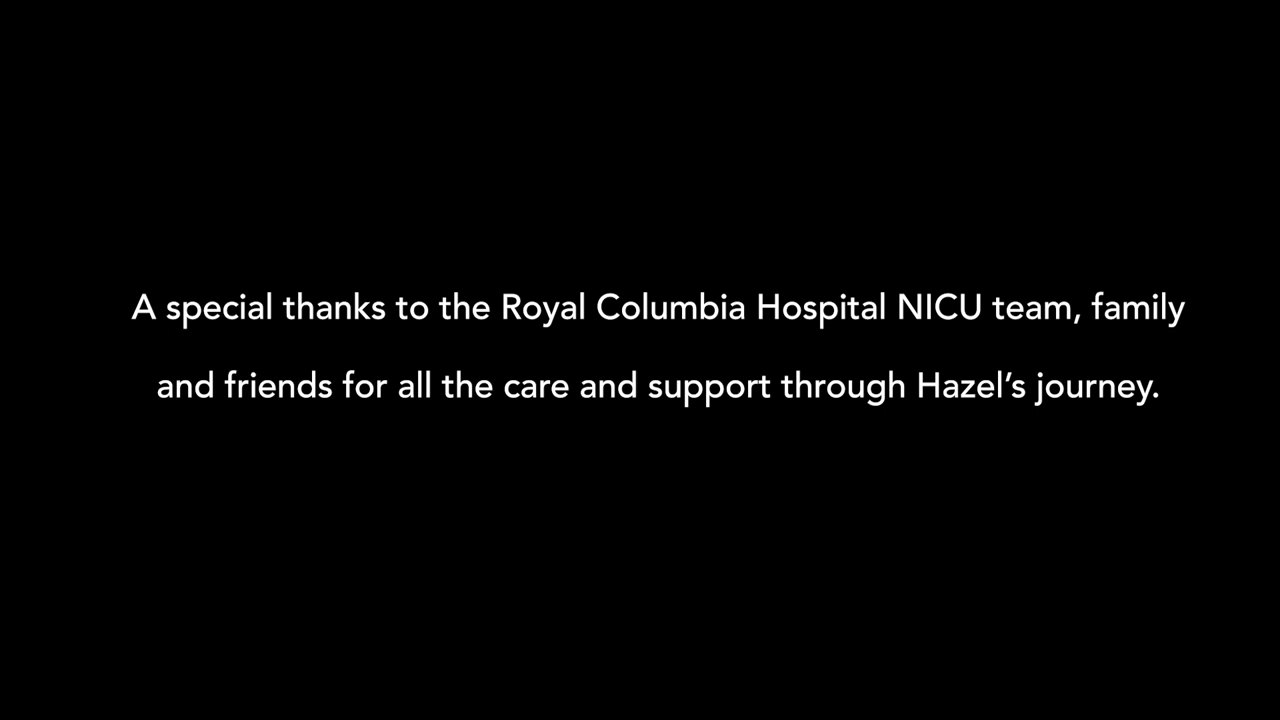 A special thanks to the Royal Columbia Hospital NICU team, family
and friends for all the care and support through Hazel’s journey.